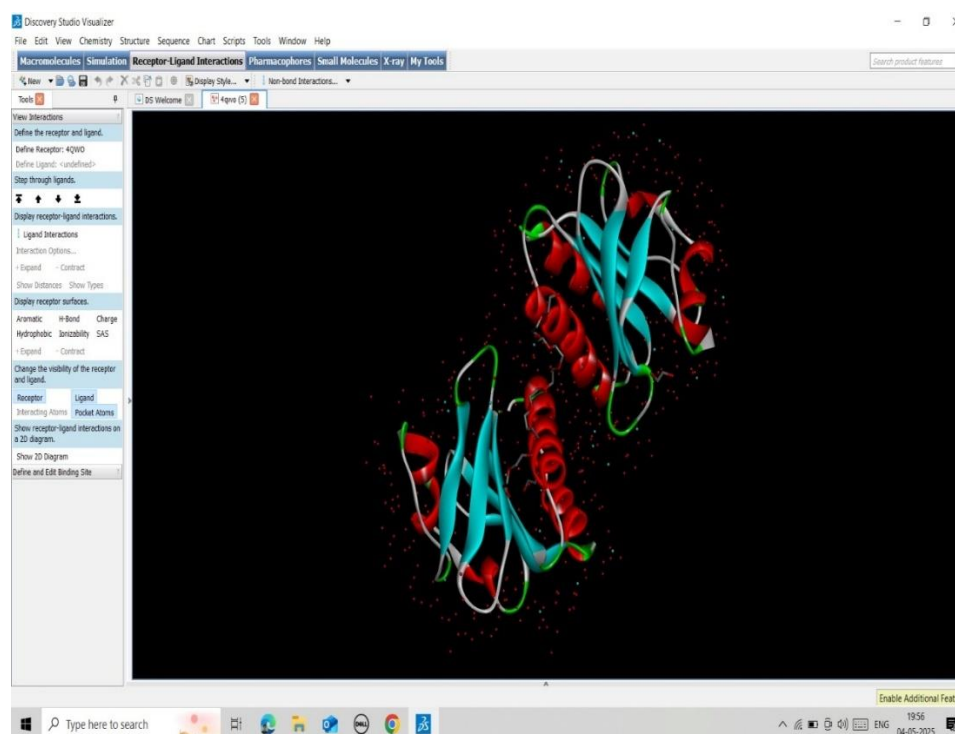 Discovery Studio Visualizer
File Edit View Chemistry Structure Sequence Chart Scripts Tools Window Help
Macromolecules Simulation Receptor-Ligand Interactions Pharmacophores Small Molecules X-ray My Tools
Search product features
New Display Style... Non-bond Interactions...
Tools DS Welcome 4qwo (5)
View Interactions
Define the receptor and ligand.
Define Receptor: 4QWO
Define Ligand: <undefined>
Step through ligands.
Display receptor-ligand interactions.
Ligand Interactions
Interaction Options...
+ Expand - Contract
Show Distances Show Types
Display receptor surfaces.
Aromatic H-Bond Charge
Hydrophobic Ionizability SAS
+ Expand - Contract
Change the visibility of the receptor
and ligand.
Receptor Ligand
Interacting Atoms Pocket Atoms
Show receptor-ligand interactions on
a 2D diagram.
Show 2D Diagram
Define and Edit Binding Site
Enable Additional Feat
Type here to search
DELL
ENG
19:56
04-05-2025